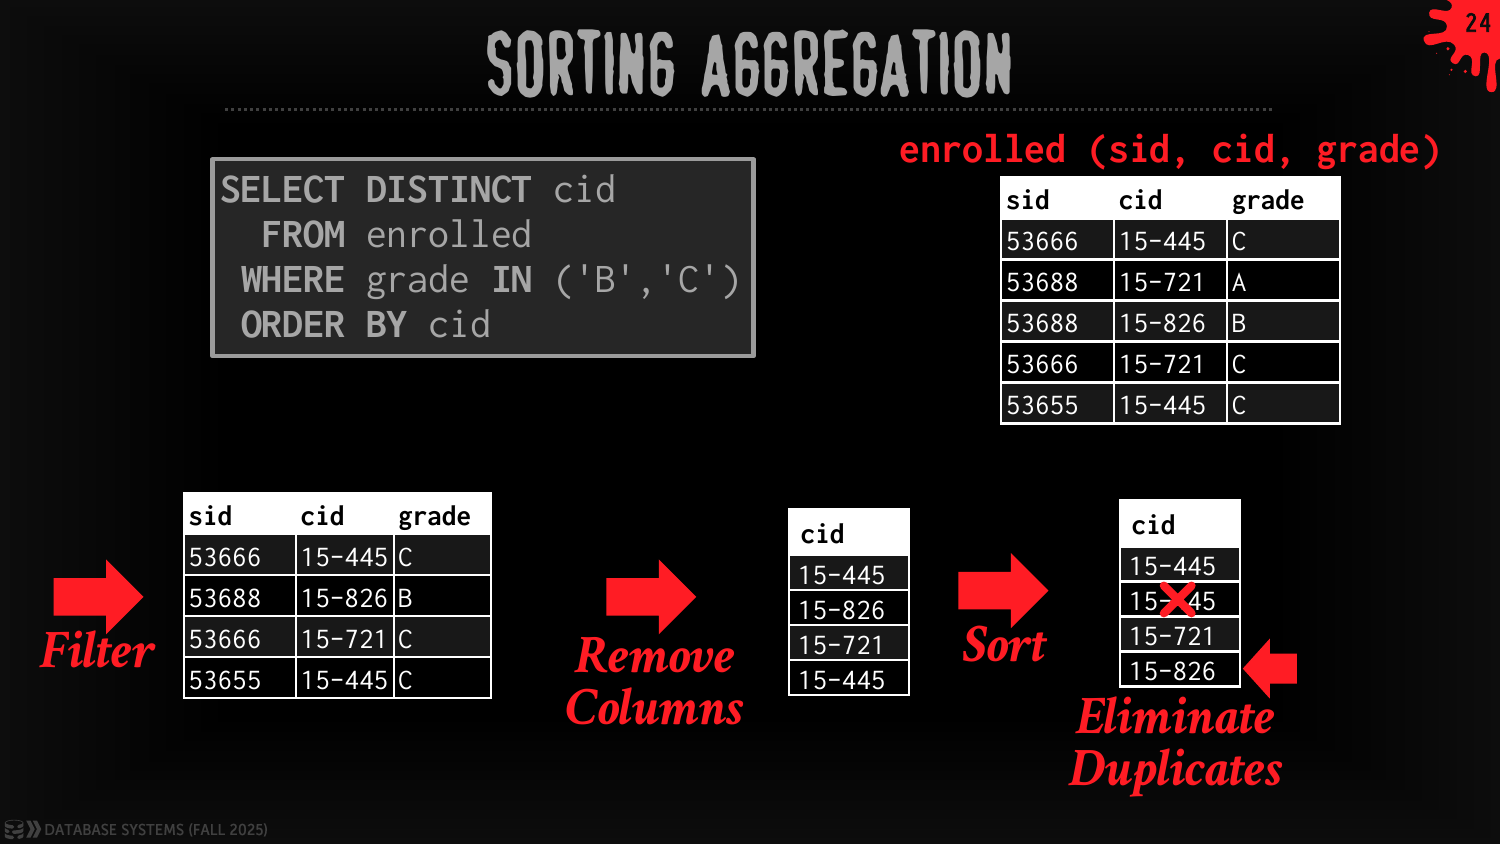 24
SORTING AGGREGATION
SELECT DISTINCT cid
FROM enrolled
WHERE grade IN ('B','C')
ORDER BY cid
enrolled (sid, cid, grade)
sid cid grade
53666 15-445 C
53688 15-721 A
53688 15-826 B
53666 15-721 C
53655 15-445 C
Filter
sid cid grade
53666 15-445 C
53688 15-826 B
53666 15-721 C
53655 15-445 C
Remove
Columns
cid
15-445
15-826
15-721
15-445
Sort
cid
15-445
15-445
15-721
15-826
Eliminate
Duplicates
DATABASE SYSTEMS (FALL 2025)